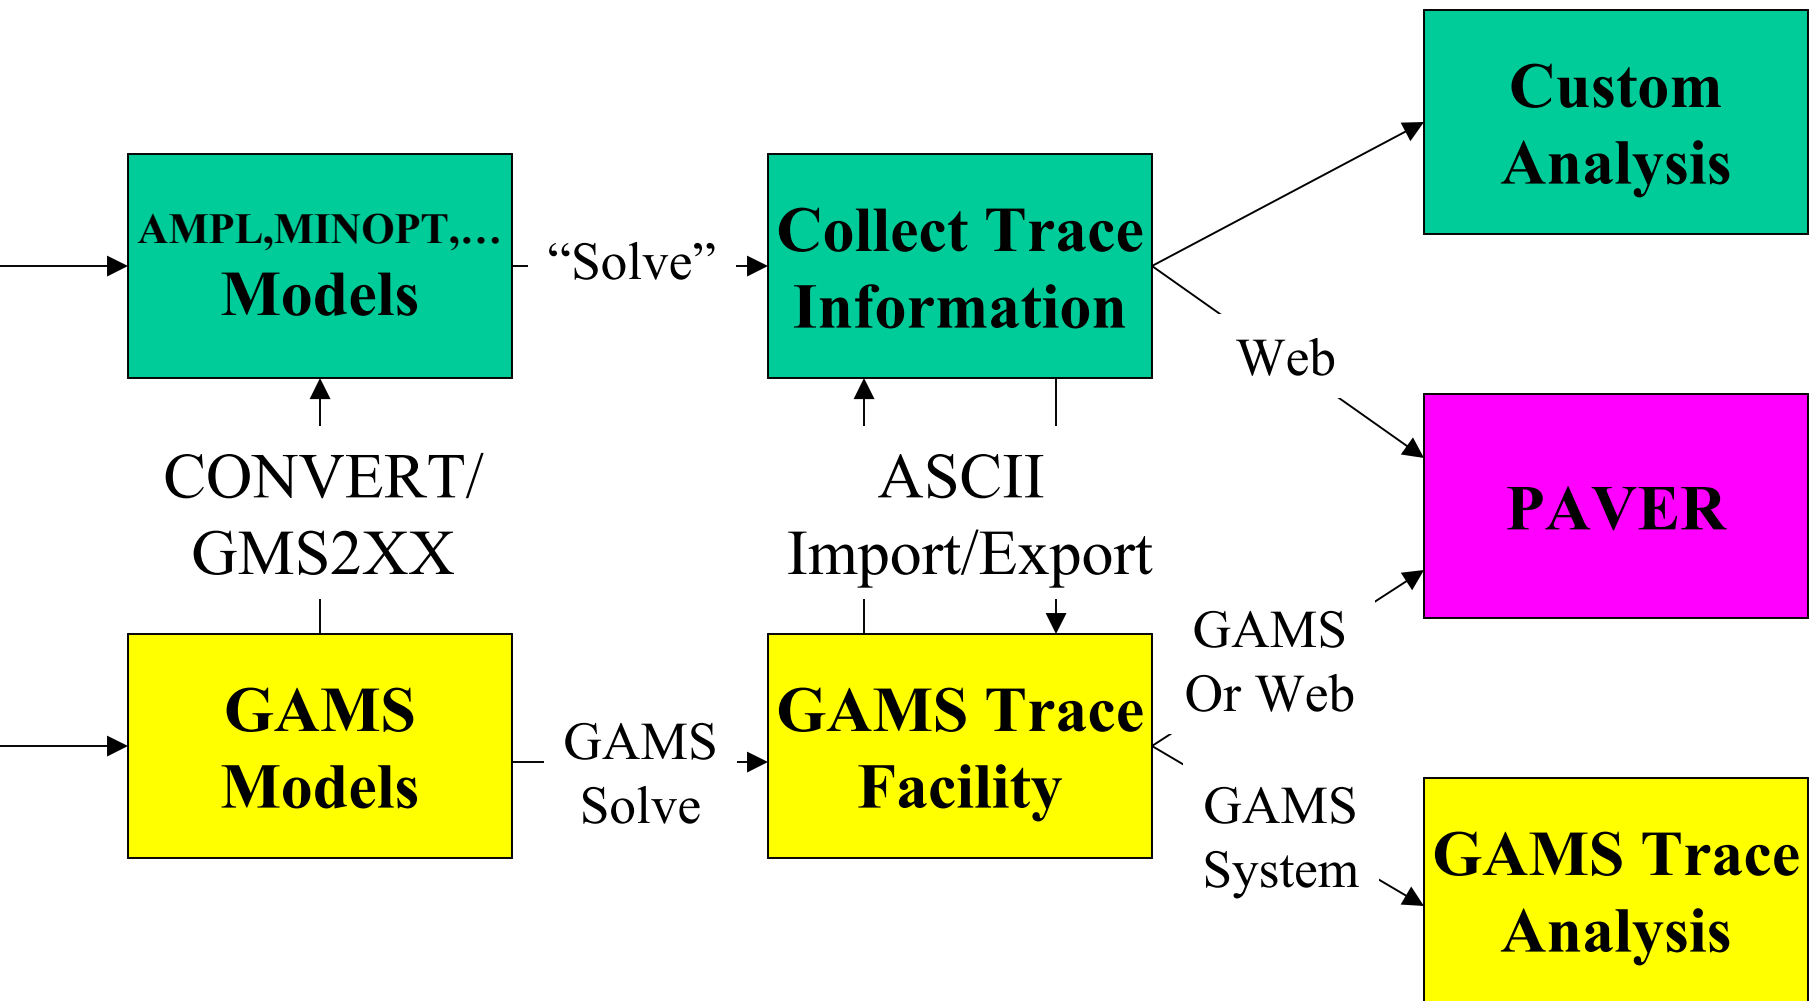 Custom
Analysis
AMPL,MINOPT,…
Models
“Solve”
Collect Trace
Information
Web
CONVERT/
GMS2XX
ASCII
Import/Export
PAVER
GAMS
Models
GAMS
Solve
GAMS Trace
Facility
GAMS
Or Web
GAMS
System
GAMS Trace
Analysis